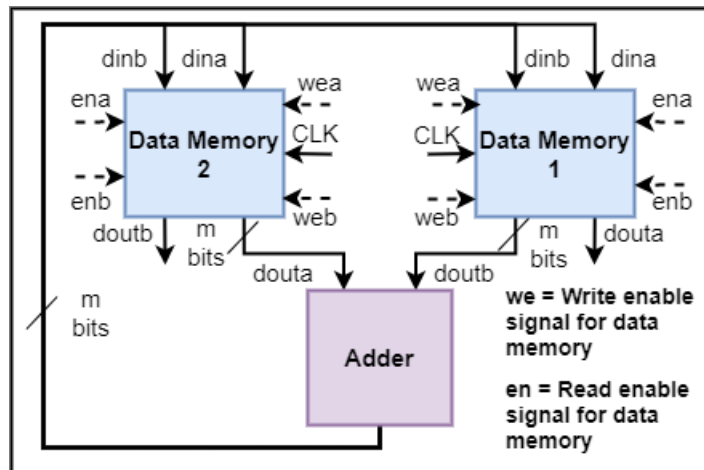 dinb
dina
dinb
dina
ena
wea
wea
ena
Data Memory
2
CLK
CLK
Data Memory
1
enb
web
web
enb
doutb
m
bits
douta
doutb
m
bits
douta
m
bits
Adder
we = Write enable
signal for data
memory
en = Read enable
signal for data
memory